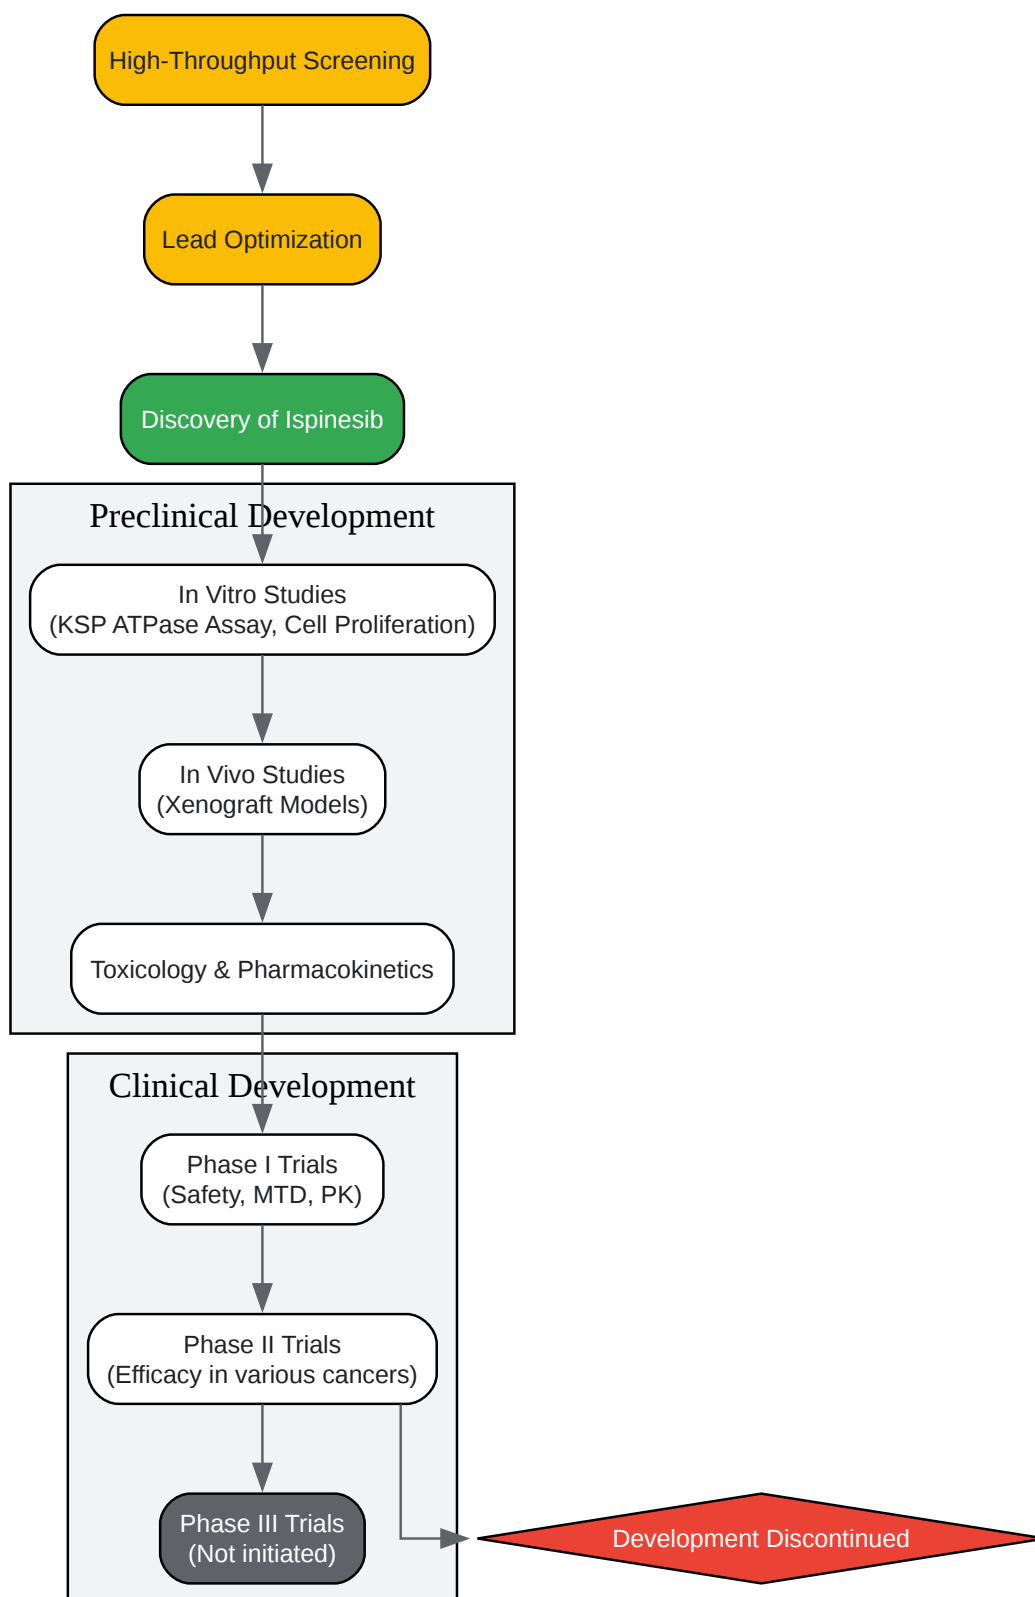 High-Throughput Screening
Lead Optimization
Discovery of Ispinesib
Preclinical Development
In Vitro Studies
(KSP ATPase Assay, Cell Proliferation)
In Vivo Studies
(Xenograft Models)
Toxicology & Pharmacokinetics
Clinical Development
Phase I Trials
(Safety, MTD, PK)
Phase II Trials
(Efficacy in various cancers)
Phase III Trials
(Not initiated)
Development Discontinued